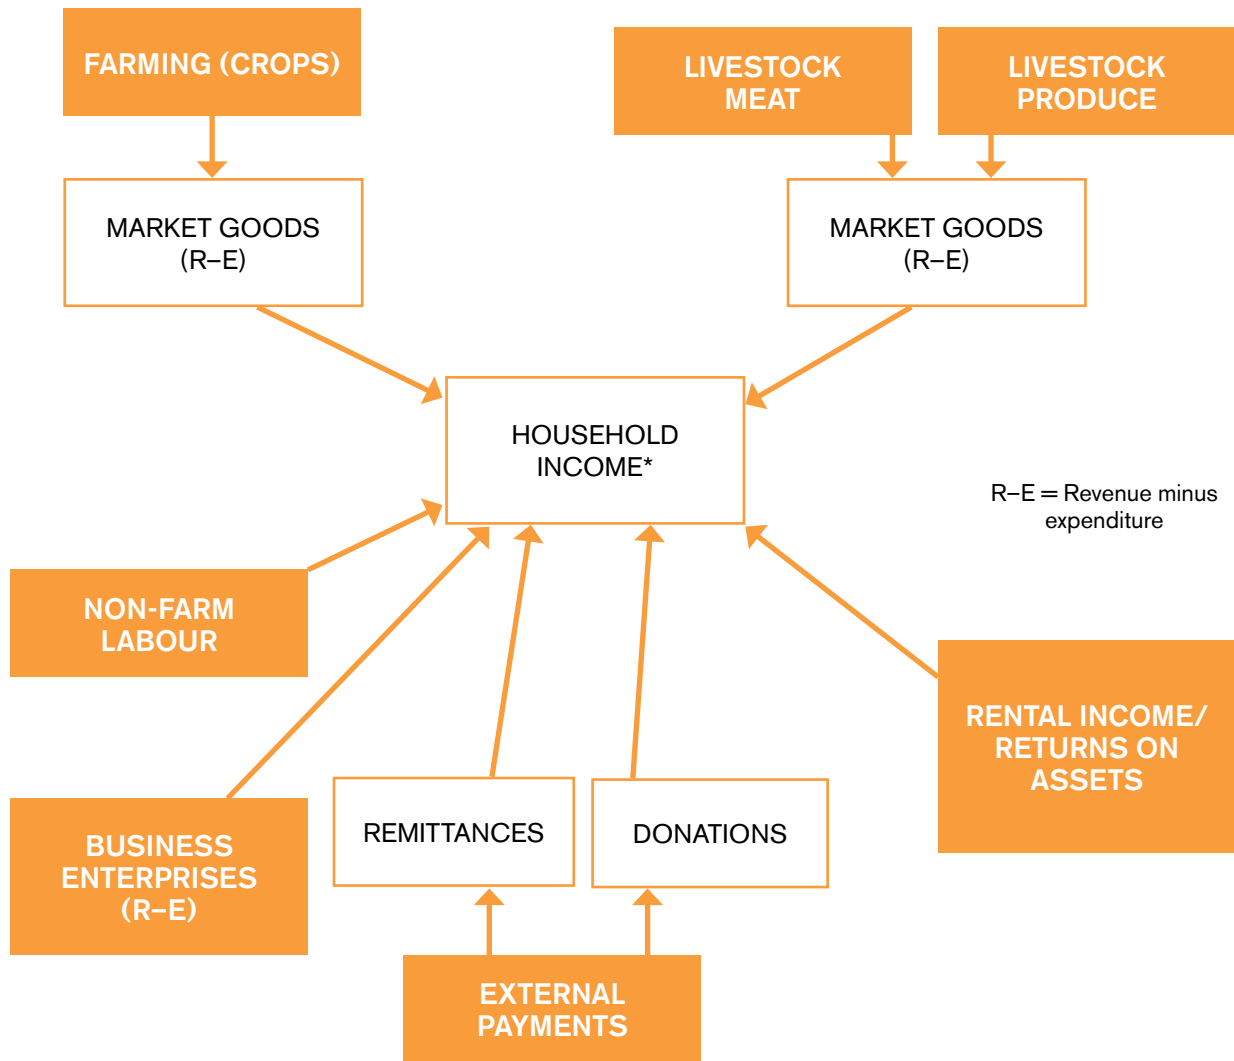 FARMING (CROPS)
LIVESTOCK
MEAT
LIVESTOCK
PRODUCE
MARKET GOODS
(R–E)
MARKET GOODS
(R–E)
HOUSEHOLD
INCOME*
R–E = Revenue minus
expenditure
NON-FARM
LABOUR
RENTAL INCOME/
RETURNS ON
ASSETS
BUSINESS
ENTERPRISES
(R–E)
REMITTANCES
DONATIONS
EXTERNAL
PAYMENTS